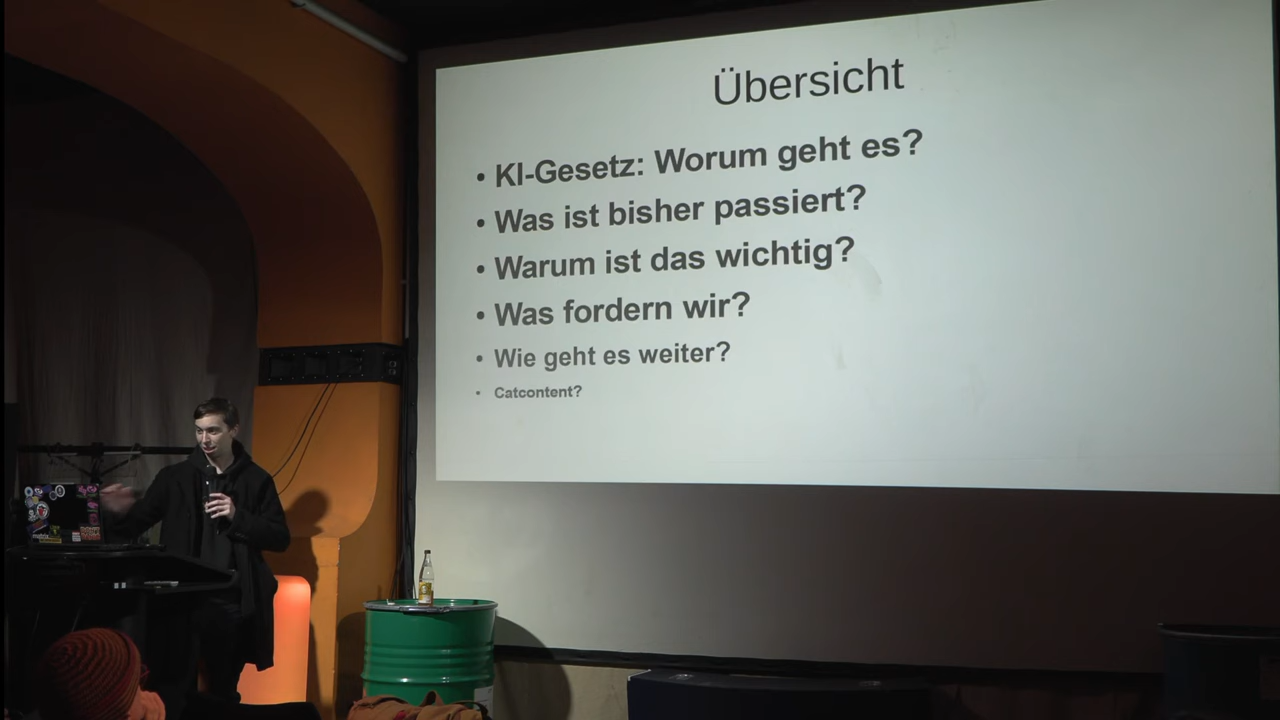 Übersicht
• KI-Gesetz: Worum geht es?
• Was ist bisher passiert?
• Warum ist das wichtig?
• Was fordern wir?
• Wie geht es weiter?
• Catcontent?